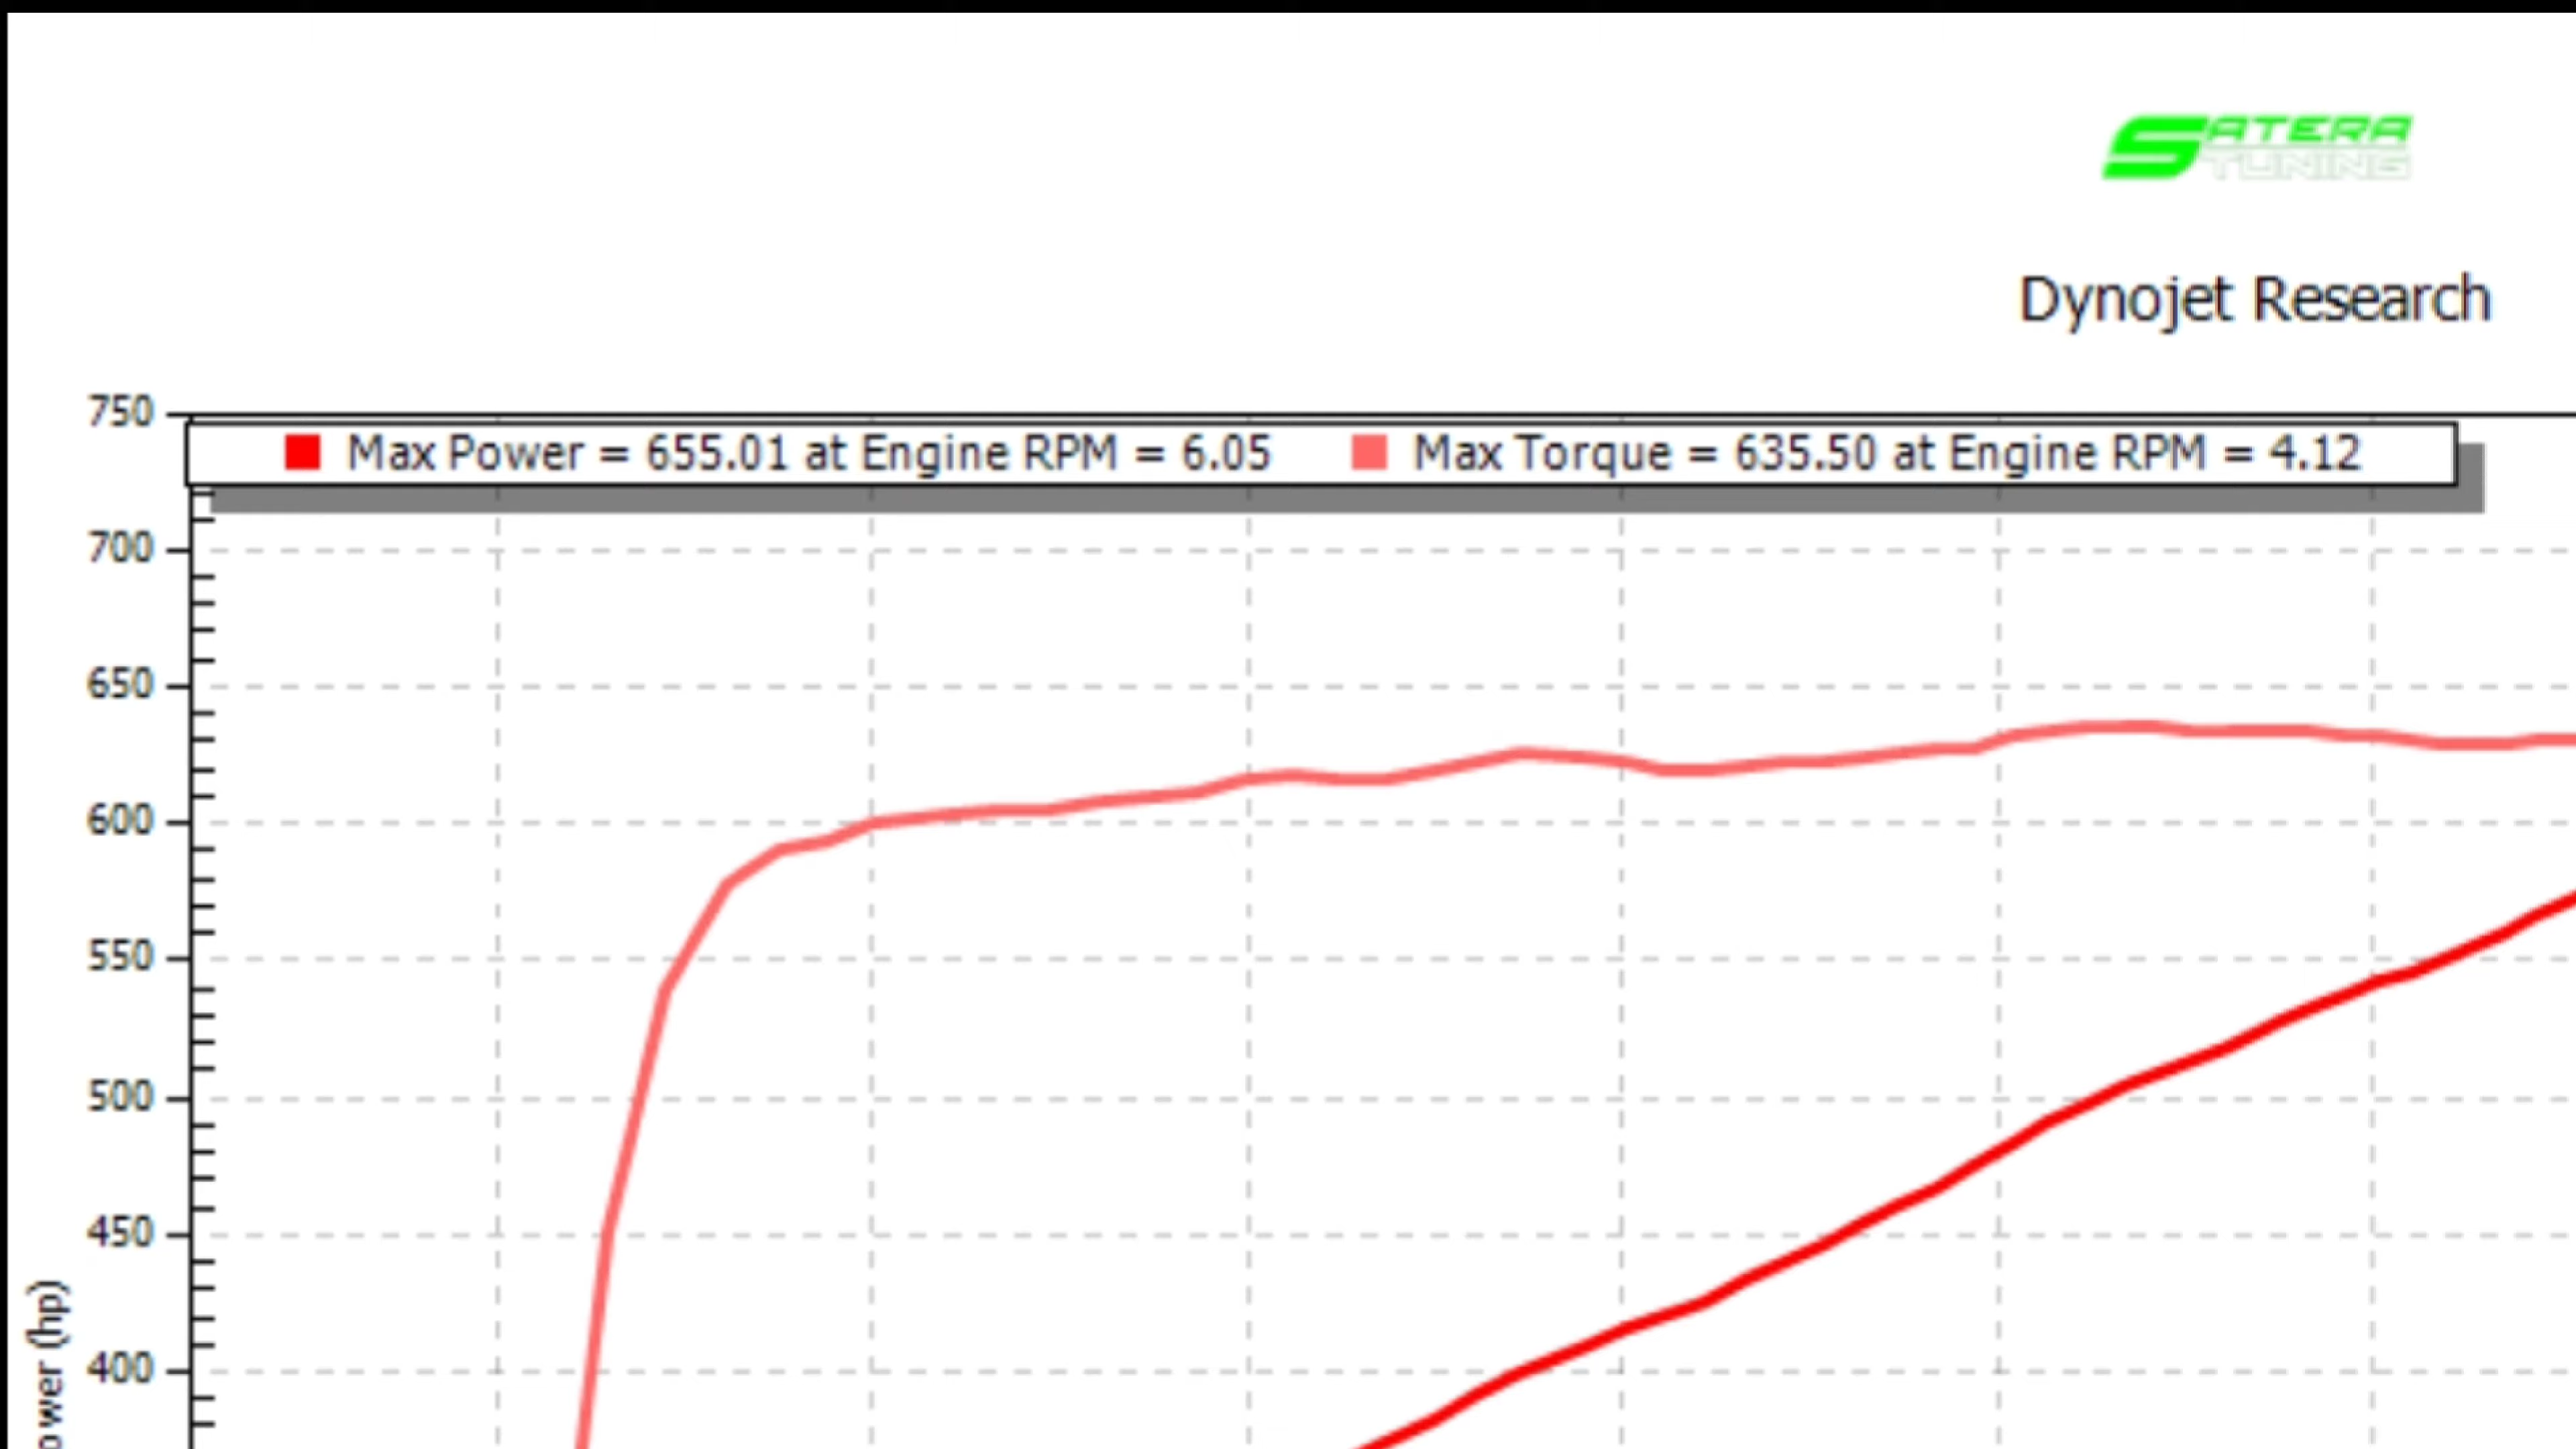 SATERA
TUNING
Dynojet Research
750
Max Power = 655.01 at Engine RPM = 6.05 Max Torque = 635.50 at Engine RPM = 4.12
700
650
600
550
500
450
400
ower (hp)